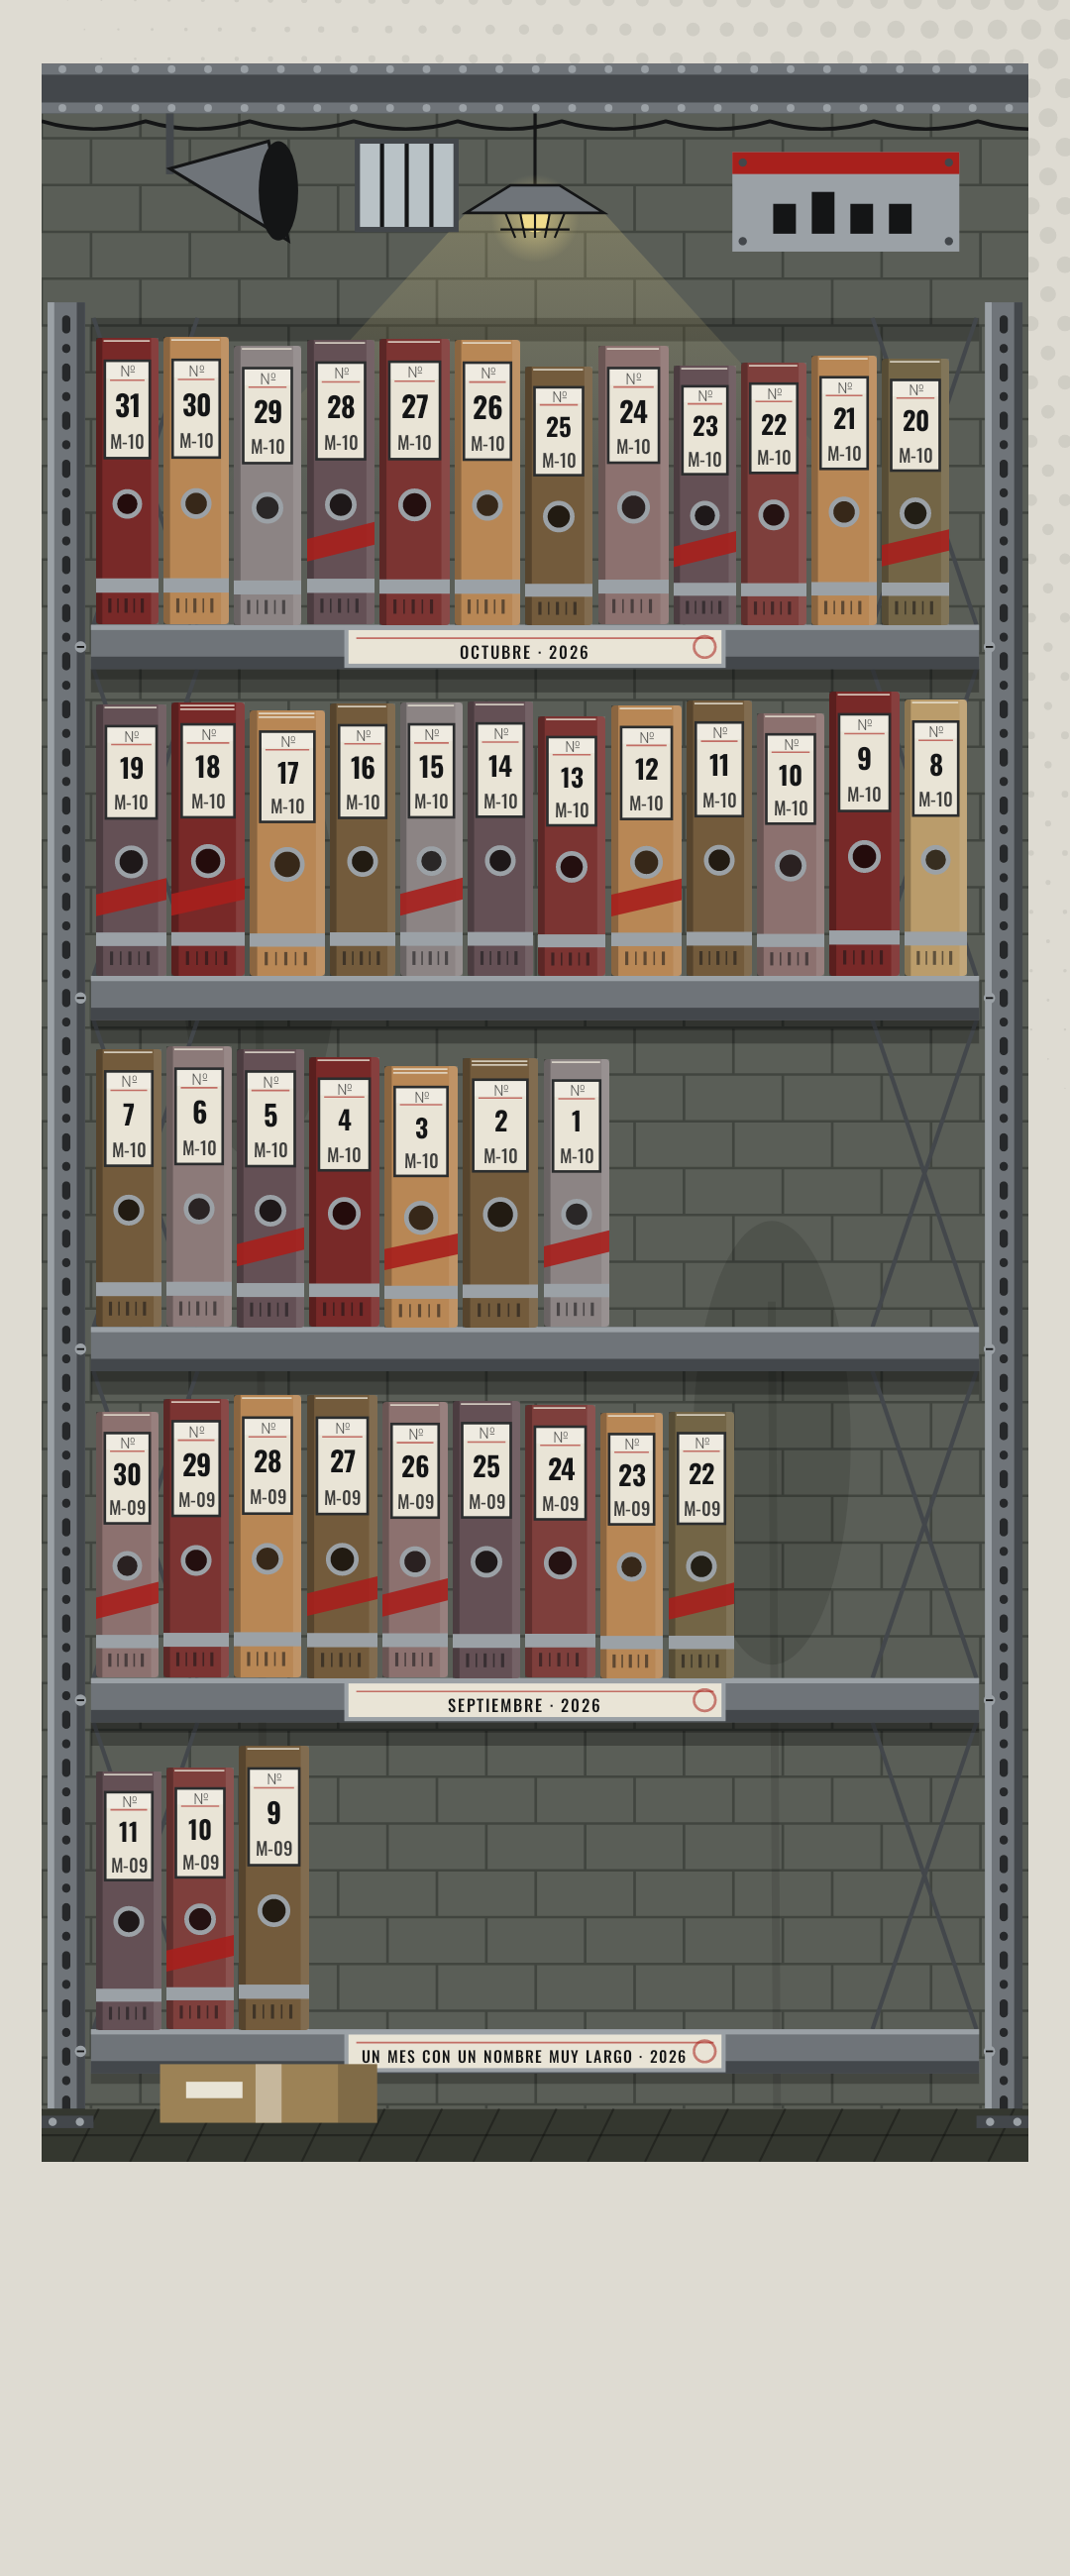 Nº Nº Nº Nº Nº Nº Nº Nº Nº Nº Nº Nº
31 30 29 28 27 26 25 24 23 22 21 20
M-10 M-10 M-10 M-10 M-10 M-10 M-10 M-10 M-10 M-10 M-10 M-10
OCTUBRE · 2026
Nº Nº Nº Nº Nº Nº Nº Nº Nº Nº Nº Nº
19 18 17 16 15 14 13 12 11 10 9 8
M-10 M-10 M-10 M-10 M-10 M-10 M-10 M-10 M-10 M-10 M-10 M-10
Nº Nº Nº Nº Nº Nº Nº
7 6 5 4 3 2 1
M-10 M-10 M-10 M-10 M-10 M-10 M-10
Nº Nº Nº Nº Nº Nº Nº Nº Nº
30 29 28 27 26 25 24 23 22
M-09 M-09 M-09 M-09 M-09 M-09 M-09 M-09 M-09
SEPTIEMBRE · 2026
Nº Nº Nº
11 10 9
M-09 M-09 M-09
UN MES CON UN NOMBRE MUY LARGO · 2026